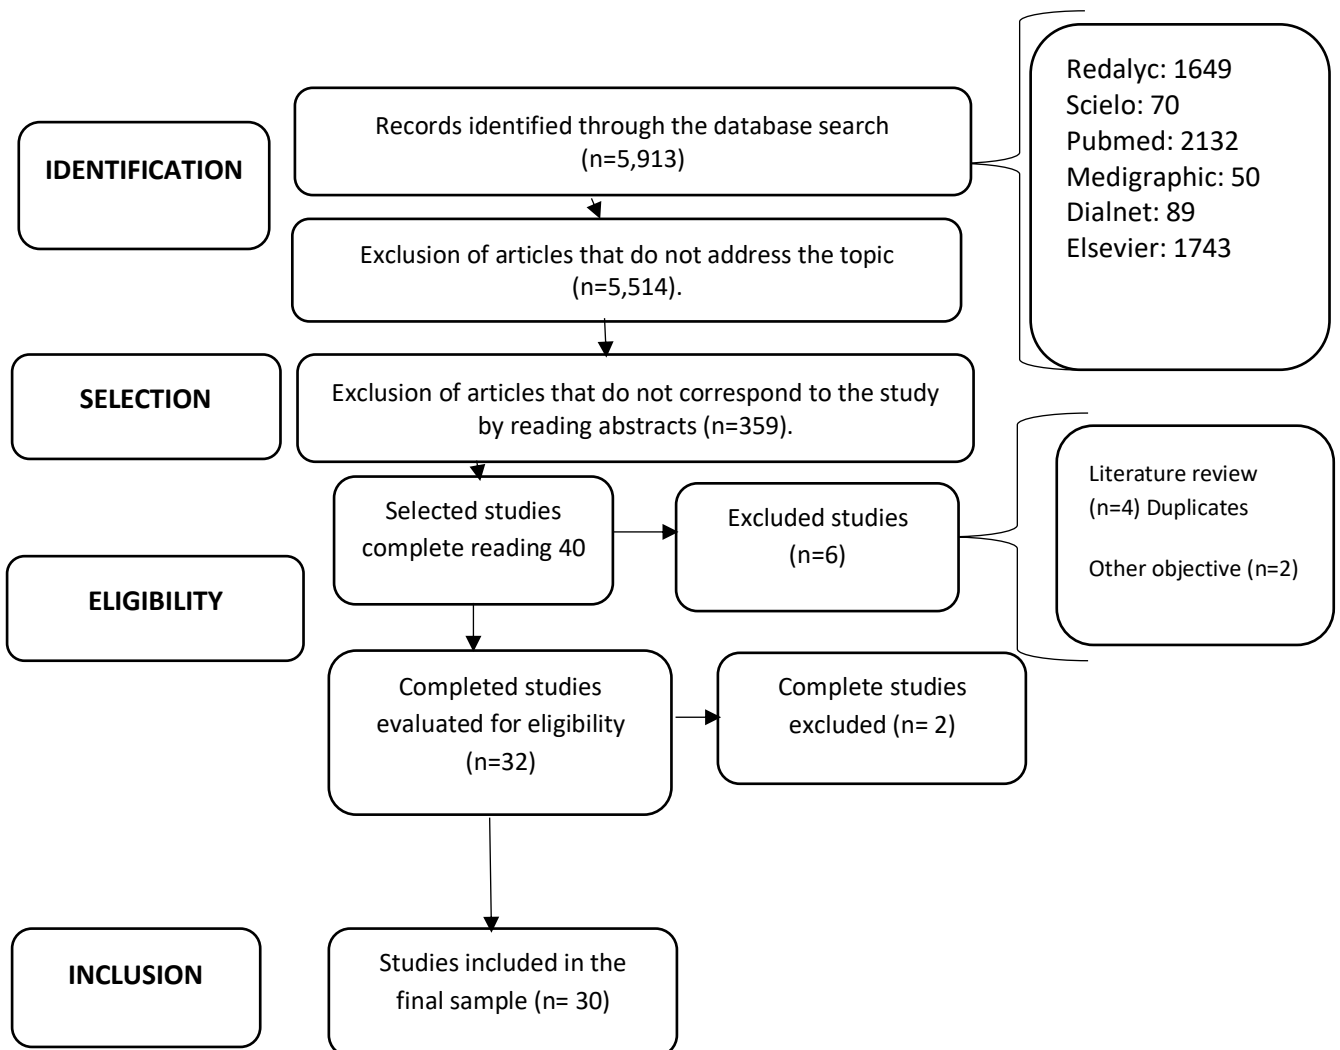 IDENTIFICATION
Records identified through the database search
(n=5,913)
Redalyc: 1649
Scielo: 70
Pubmed: 2132
Medigraphic: 50
Dialnet: 89
Elsevier: 1743
Exclusion of articles that do not address the topic
(n=5,514).
SELECTION
Exclusion of articles that do not correspond to the study
by reading abstracts (n=359).
ELIGIBILITY
Selected studies
complete reading 40
Excluded studies
(n=6)
Literature review
(n=4) Duplicates
Other objective (n=2)
Completed studies
evaluated for eligibility
(n=32)
Complete studies
excluded (n= 2)
INCLUSION
Studies included in the
final sample (n= 30)